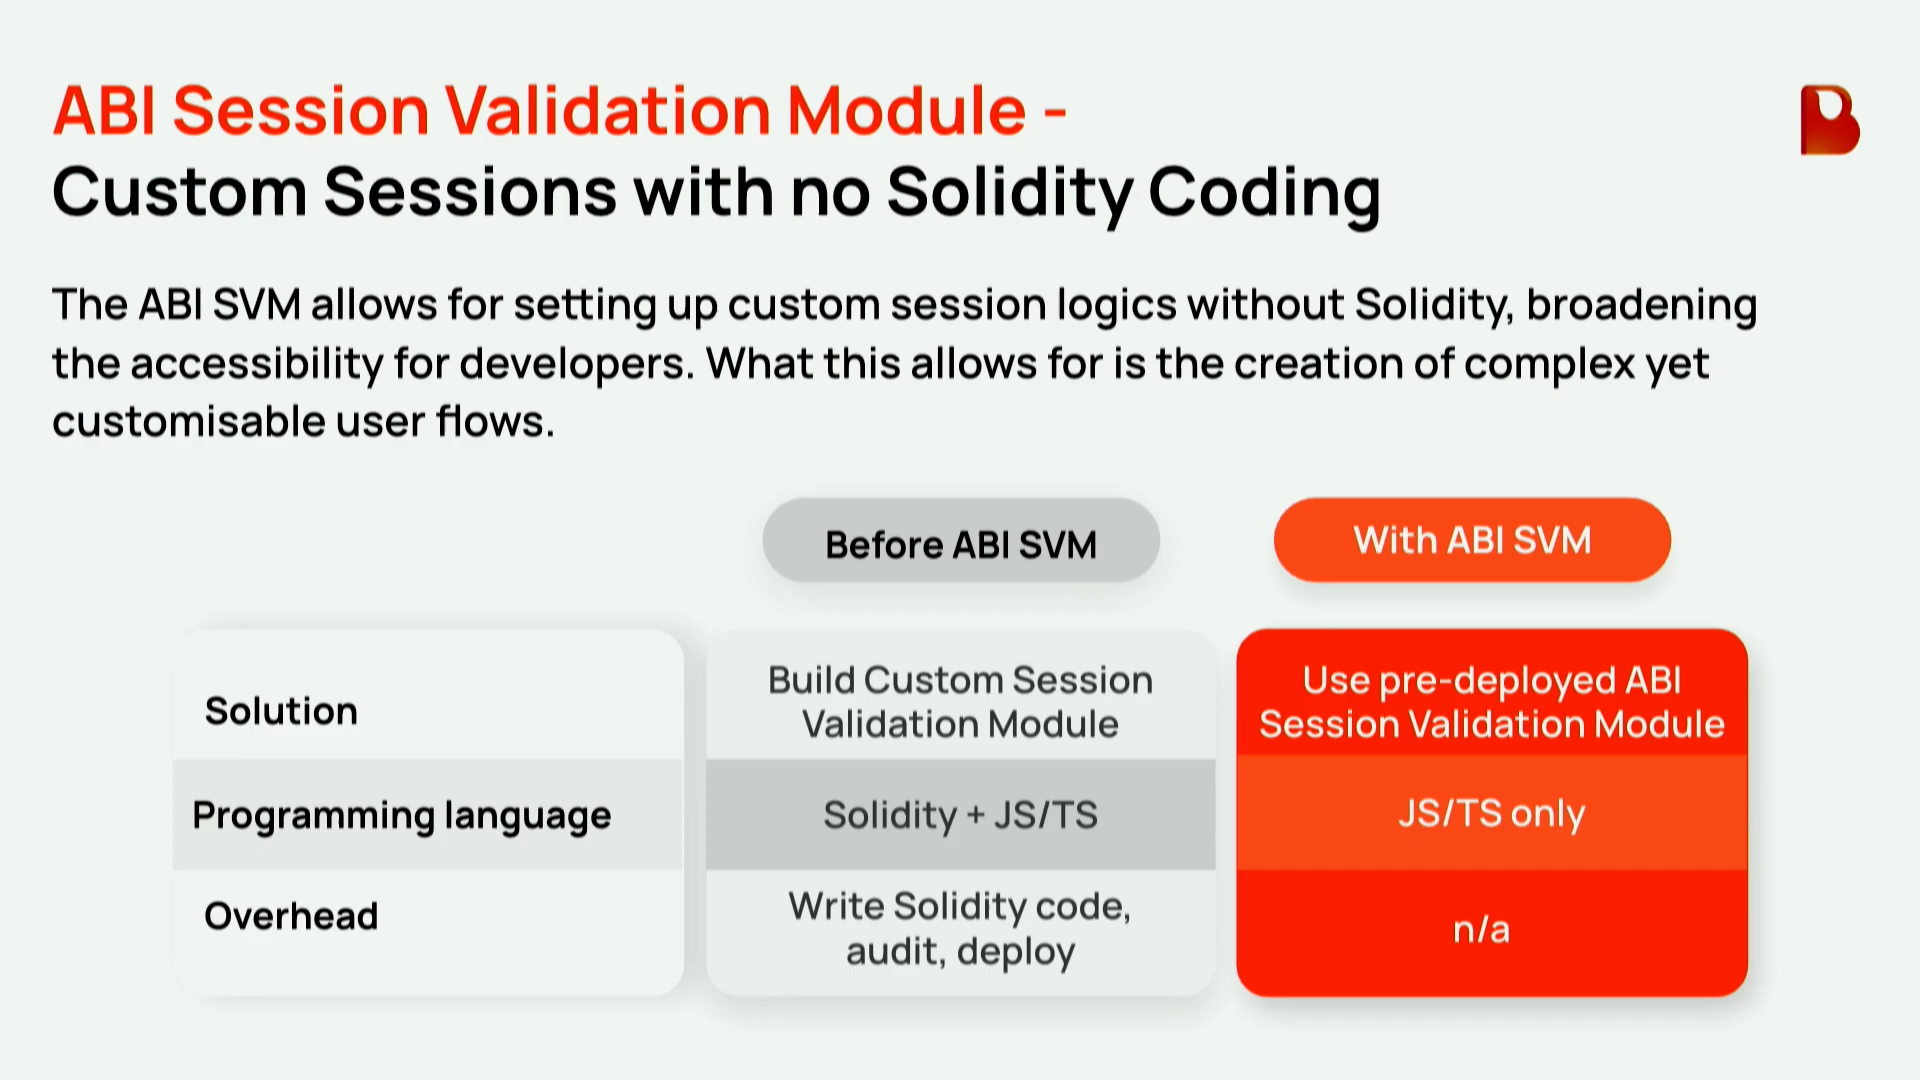 ABI Session Validation Module -
Custom Sessions with no Solidity Coding
The ABI SVM allows for setting up custom session logics without Solidity, broadening
the accessibility for developers. What this allows for is the creation of complex yet
customisable user flows.
Before ABI SVM
With ABI SVM
Solution
Build Custom Session
Validation Module
Use pre-deployed ABI
Session Validation Module
Programming language
Solidity + JS/TS
JS/TS only
Overhead
Write Solidity code,
audit, deploy
n/a